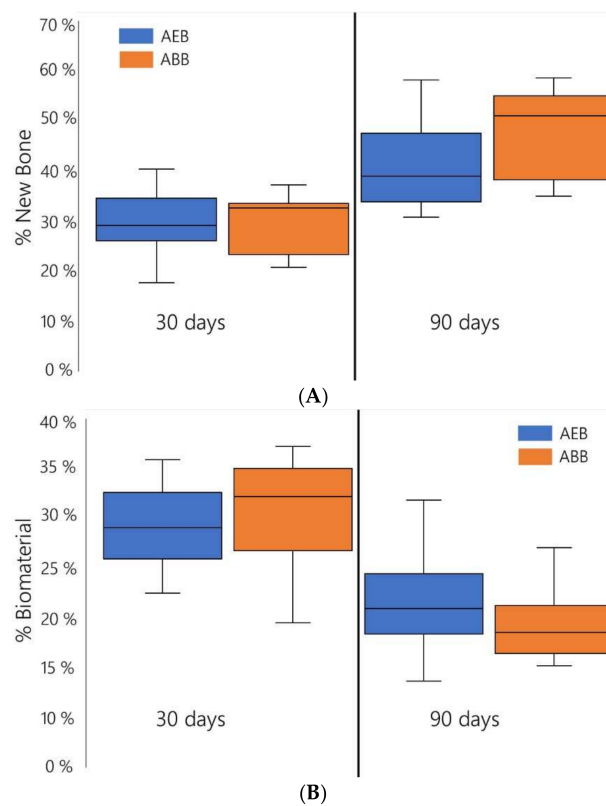 70 %
60 %
50 %
40 %
30 %
20 %
10 %
0 %
% New Bone
AEB
ABB
30 days
90 days
(A)
40 %
35 %
30 %
25 %
20 %
15 %
10 %
0 %
% Biomaterial
AEB
ABB
30 days
90 days
(B)